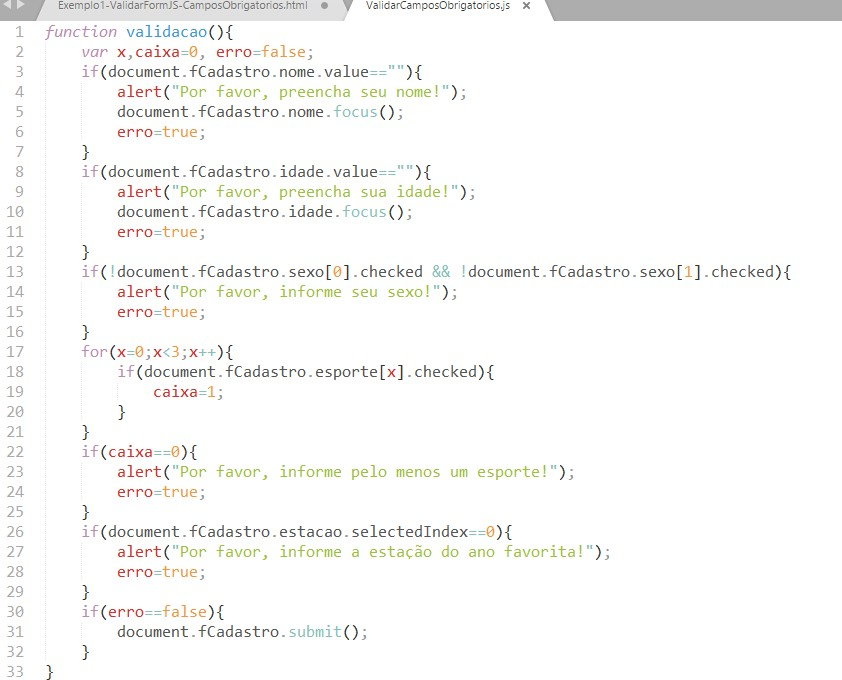 Exemplo1-ValidarFormJS-CamposObrigatorios.html
ValidarCamposObrigatorios.js ×
1 function validacao(){
2 var x,caixa=0, erro=false;
3 if(document.fCadastro.nome.value==""){
4 alert("Por favor, preencha seu nome!");
5 document.fCadastro.nome.focus();
6 erro=true;
7 }
8 if(document.fCadastro.idade.value==""){
9 alert("Por favor, preencha sua idade!");
10 document.fCadastro.idade.focus();
11 erro=true;
12 }
13 if(!document.fCadastro.sexo[0].checked && !document.fCadastro.sexo[1].checked){
14 alert("Por favor, informe seu sexo!");
15 erro=true;
16 }
17 for(x=0;x<3;x++){
18 if(document.fCadastro.esporte[x].checked){
19 caixa=1;
20 }
21 }
22 if(caixa==0){
23 alert("Por favor, informe pelo menos um esporte!");
24 erro=true;
25 }
26 if(document.fCadastro.estacao.selectedIndex==0){
27 alert("Por favor, informe a estação do ano favorita!");
28 erro=true;
29 }
30 if(erro==false){
31 document.fCadastro.submit();
32 }
33 }